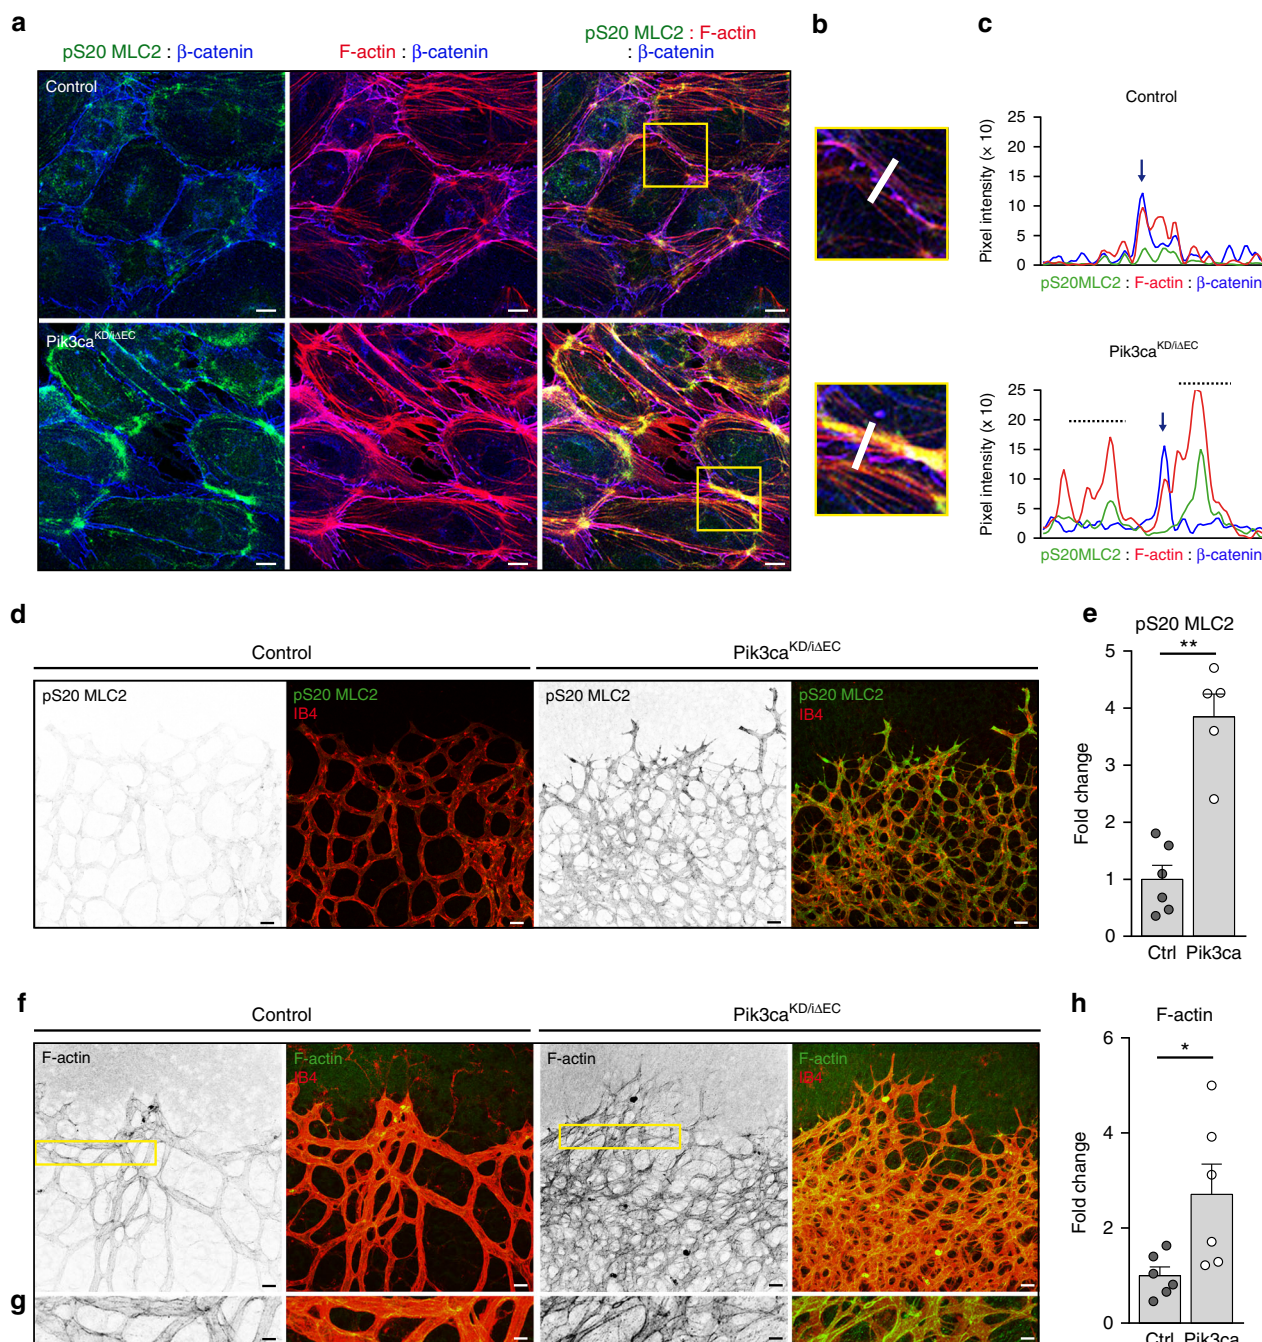 a
pS20 MLC2 : β-catenin
F-actin : β-catenin
pS20 MLC2 : F-actin
: β-catenin
Control
Pik3ca^KD/iΔEC
b
c
Control
Pixel intensity (× 10)
25
20
15
10
5
0
pS20MLC2 : F-actin : β-catenin
Pik3ca^KD/iΔEC
Pixel intensity (× 10)
25
20
15
10
5
0
pS20MLC2 : F-actin : β-catenin
d
Control
Pik3ca^KD/iΔEC
pS20 MLC2
pS20 MLC2
IB4
pS20 MLC2
pS20 MLC2
IB4
e
pS20 MLC2
**
Fold change
5
4
3
2
1
0
Ctrl Pik3ca
f
Control
Pik3ca^KD/iΔEC
F-actin
F-actin
IB4
F-actin
F-actin
IB4
g
h
F-actin
*
Fold change
6
4
2
0
Ctrl Pik3ca